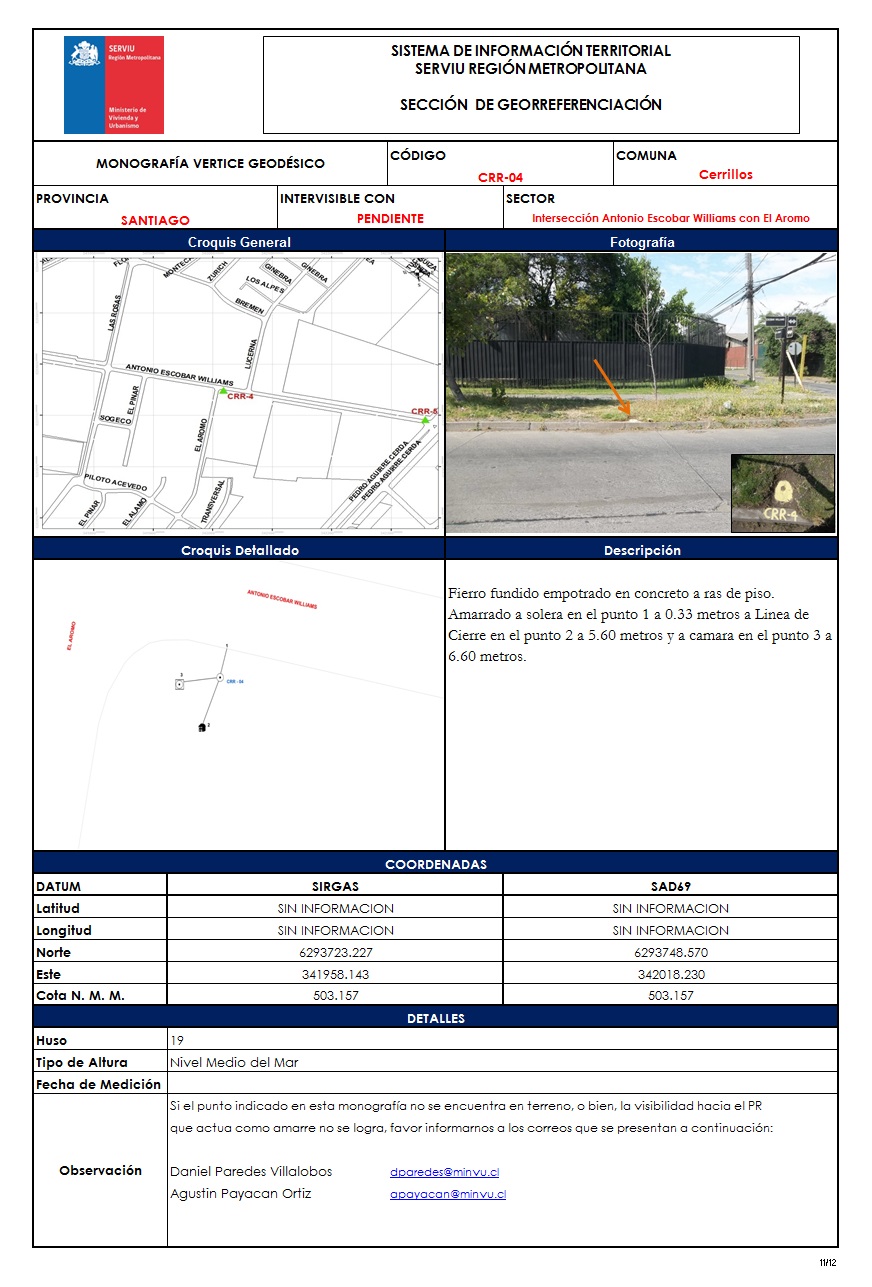 SERVIU
Región Metropolitana
Ministerio de
Vivienda y
Urbanismo
SISTEMA DE INFORMACIÓN TERRITORIAL
SERVIU REGIÓN METROPOLITANA
SECCIÓN DE GEORREFERENCIACIÓN
MONOGRAFÍA VERTICE GEODÉSICO
CÓDIGO
CRR-04
COMUNA
Cerrillos
PROVINCIA
SANTIAGO
INTERVISIBLE CON
PENDIENTE
SECTOR
Intersección Antonio Escobar Williams con El Aromo
Croquis General
Fotografía
ZURICH
GINEBRA
GINEBRA
LOS ALPES
BREMEN
LAS ROSAS
LUCERNA
ANTONIO ESCOBAR WILLIAMS
CRR-4
CRR-5
EL PINAR
SOGECO
EL AROMO
PEDRO AGUIRRE CERDA
PEDRO AGUIRRE CERDA
PILOTO ACEVEDO
EL PINAR
EL ALAMO
TRANSVERSAL
CRR-4
Croquis Detallado
Descripción
ANTONIO ESCOBAR WILLIAMS
EL AROMO
1
3
CRR - 04
2
Fierro fundido empotrado en concreto a ras de piso.
Amarrado a solera en el punto 1 a 0.33 metros a Linea de
Cierre en el punto 2 a 5.60 metros y a camara en el punto 3 a
6.60 metros.
COORDENADAS
DATUM SIRGAS SAD69
Latitud SIN INFORMACION SIN INFORMACION
Longitud SIN INFORMACION SIN INFORMACION
Norte 6293723.227 6293748.570
Este 341958.143 342018.230
Cota N. M. M. 503.157 503.157
DETALLES
Huso 19
Tipo de Altura Nivel Medio del Mar
Fecha de Medición
Observación
Si el punto indicado en esta monografía no se encuentra en terreno, o bien, la visibilidad hacia el PR
que actua como amarre no se logra, favor informarnos a los correos que se presentan a continuación:
Daniel Paredes Villalobos dparedes@minvu.cl
Agustin Payacan Ortiz apayacan@minvu.cl
11/12